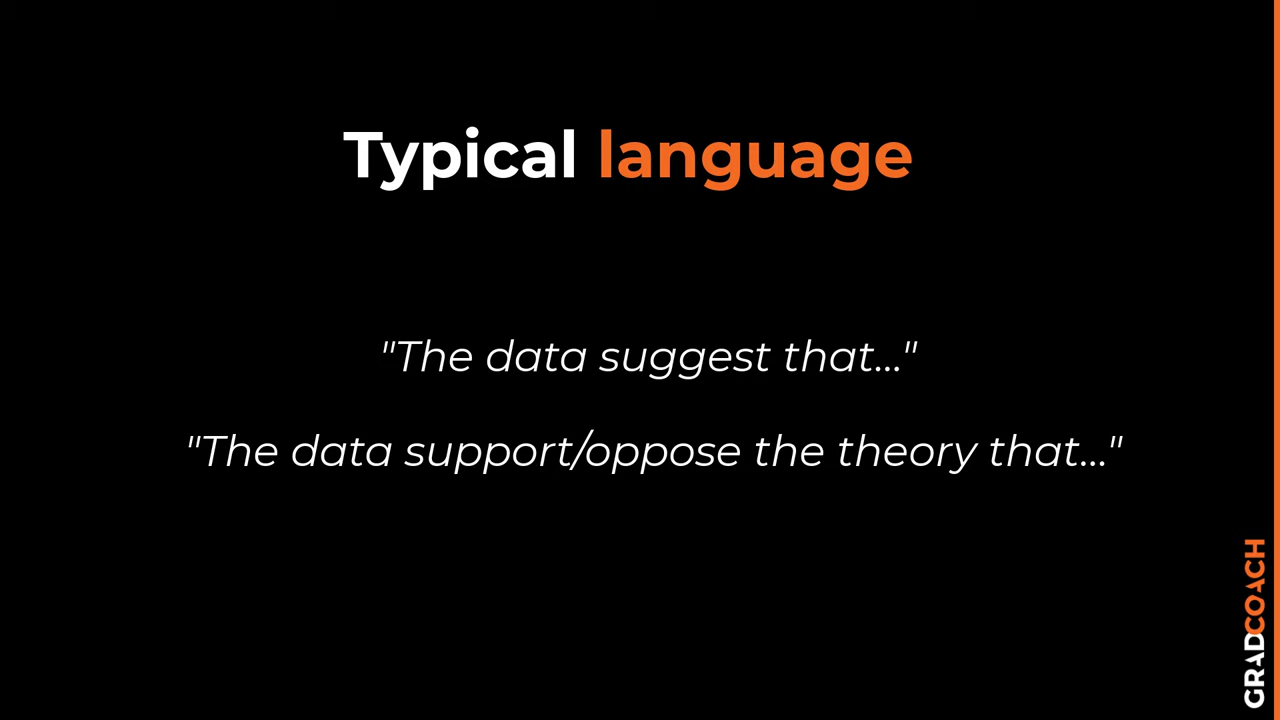 Typical language
"The data suggest that..."
"The data support/oppose the theory that..."
GRADCOACH